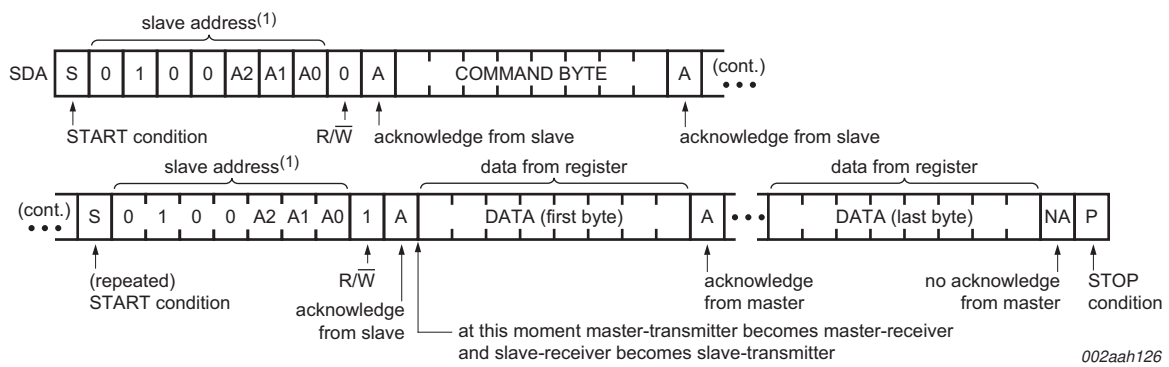 slave address(1)
SDA S 0 1 0 0 A2 A1 A0 0 A COMMAND BYTE A (cont.)
START condition R/W̅ acknowledge from slave acknowledge from slave
slave address(1) data from register data from register
(cont.) S 0 1 0 0 A2 A1 A0 1 A DATA (first byte) A DATA (last byte) NA P
(repeated)
START condition
R/W̅
acknowledge
from slave
acknowledge
from master
no acknowledge
from master
STOP
condition
at this moment master-transmitter becomes master-receiver
and slave-receiver becomes slave-transmitter
002aah126